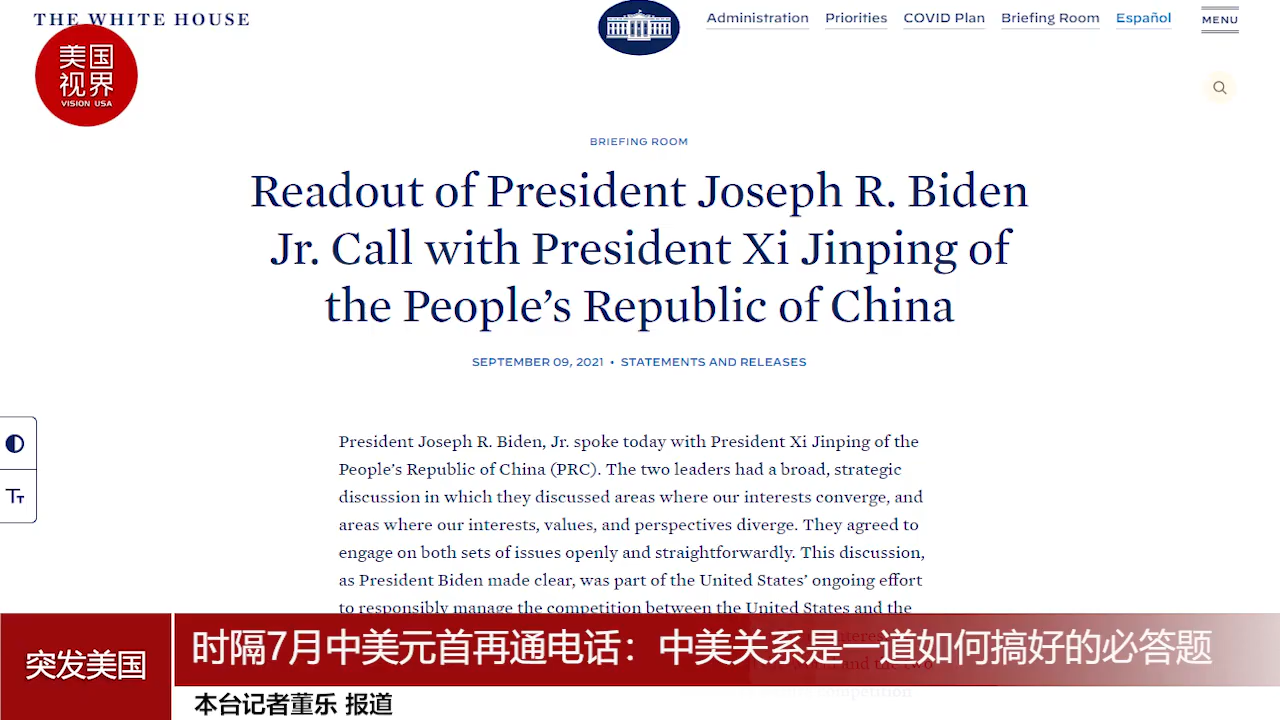 THE WHITE HOUSE
Administration Priorities COVID Plan Briefing Room Español MENU
美国
视界
VISION USA
BRIEFING ROOM
Readout of President Joseph R. Biden
Jr. Call with President Xi Jinping of
the People’s Republic of China
SEPTEMBER 09, 2021 • STATEMENTS AND RELEASES
President Joseph R. Biden, Jr. spoke today with President Xi Jinping of the
People’s Republic of China (PRC). The two leaders had a broad, strategic
discussion in which they discussed areas where our interests converge, and
areas where our interests, values, and perspectives diverge. They agreed to
engage on both sets of issues openly and straightforwardly. This discussion,
as President Biden made clear, was part of the United States’ ongoing effort
to responsibly manage the competition between the United States and the
Tт
突发美国
时隔7月中美元首再通电话：中美关系是一道如何搞好的必答题
and the two
competition
本台记者董乐 报道